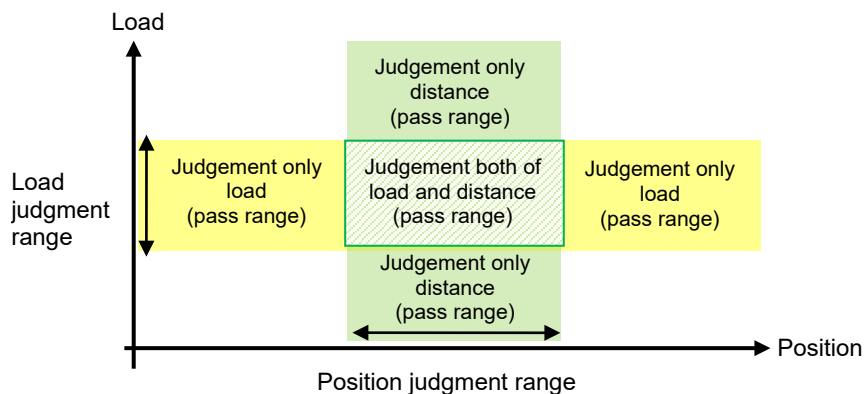 Load
Judgement only
distance
(pass range)
Load
judgment
range
Judgement only
load
(pass range)
Judgement both of
load and distance
(pass range)
Judgement only
load
(pass range)
Judgement only
distance
(pass range)
Position
Position judgment range